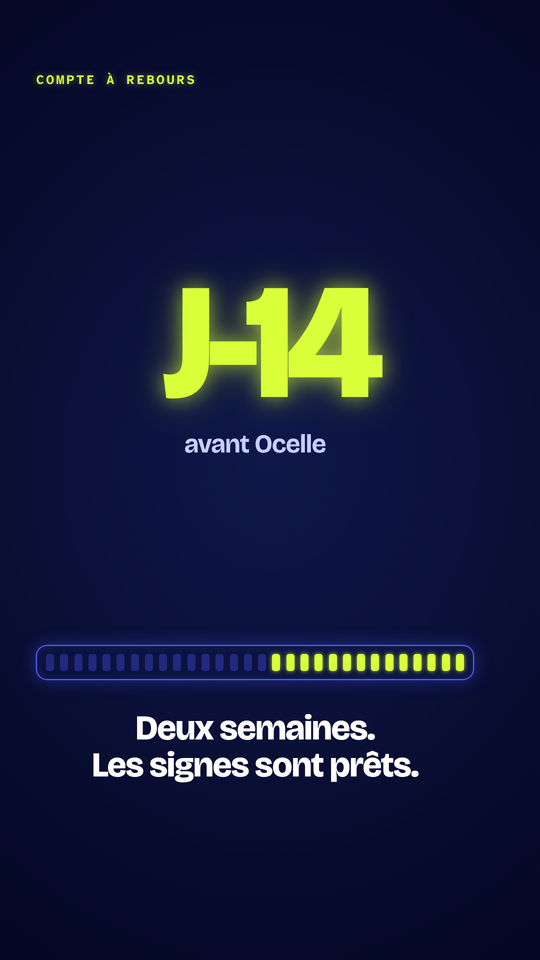 COMPTE À REBOURS
J-14
avant Ocelle
Deux semaines.
Les signes sont prêts.